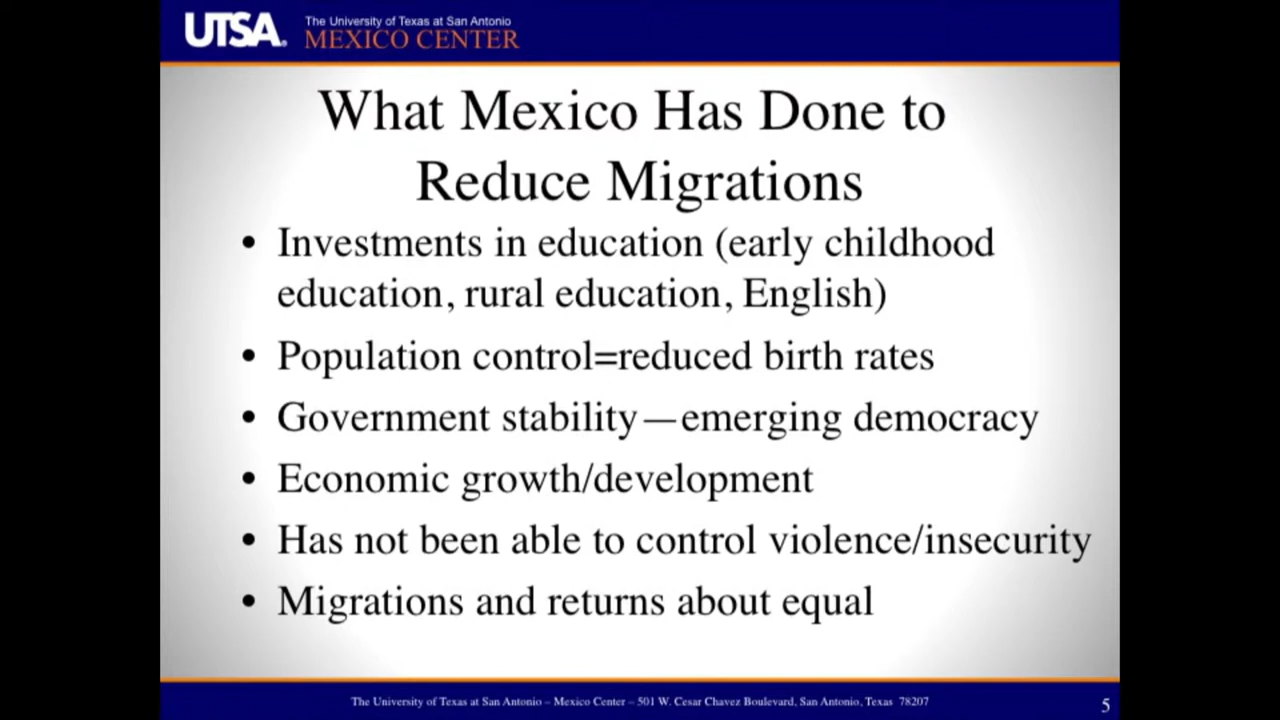 UTSA.
The University of Texas at San Antonio
MEXICO CENTER
What Mexico Has Done to
Reduce Migrations
• Investments in education (early childhood
education, rural education, English)
• Population control=reduced birth rates
• Government stability—emerging democracy
• Economic growth/development
• Has not been able to control violence/insecurity
• Migrations and returns about equal
The University of Texas at San Antonio – Mexico Center – 501 W. Cesar Chavez Boulevard, San Antonio, Texas 78207
5